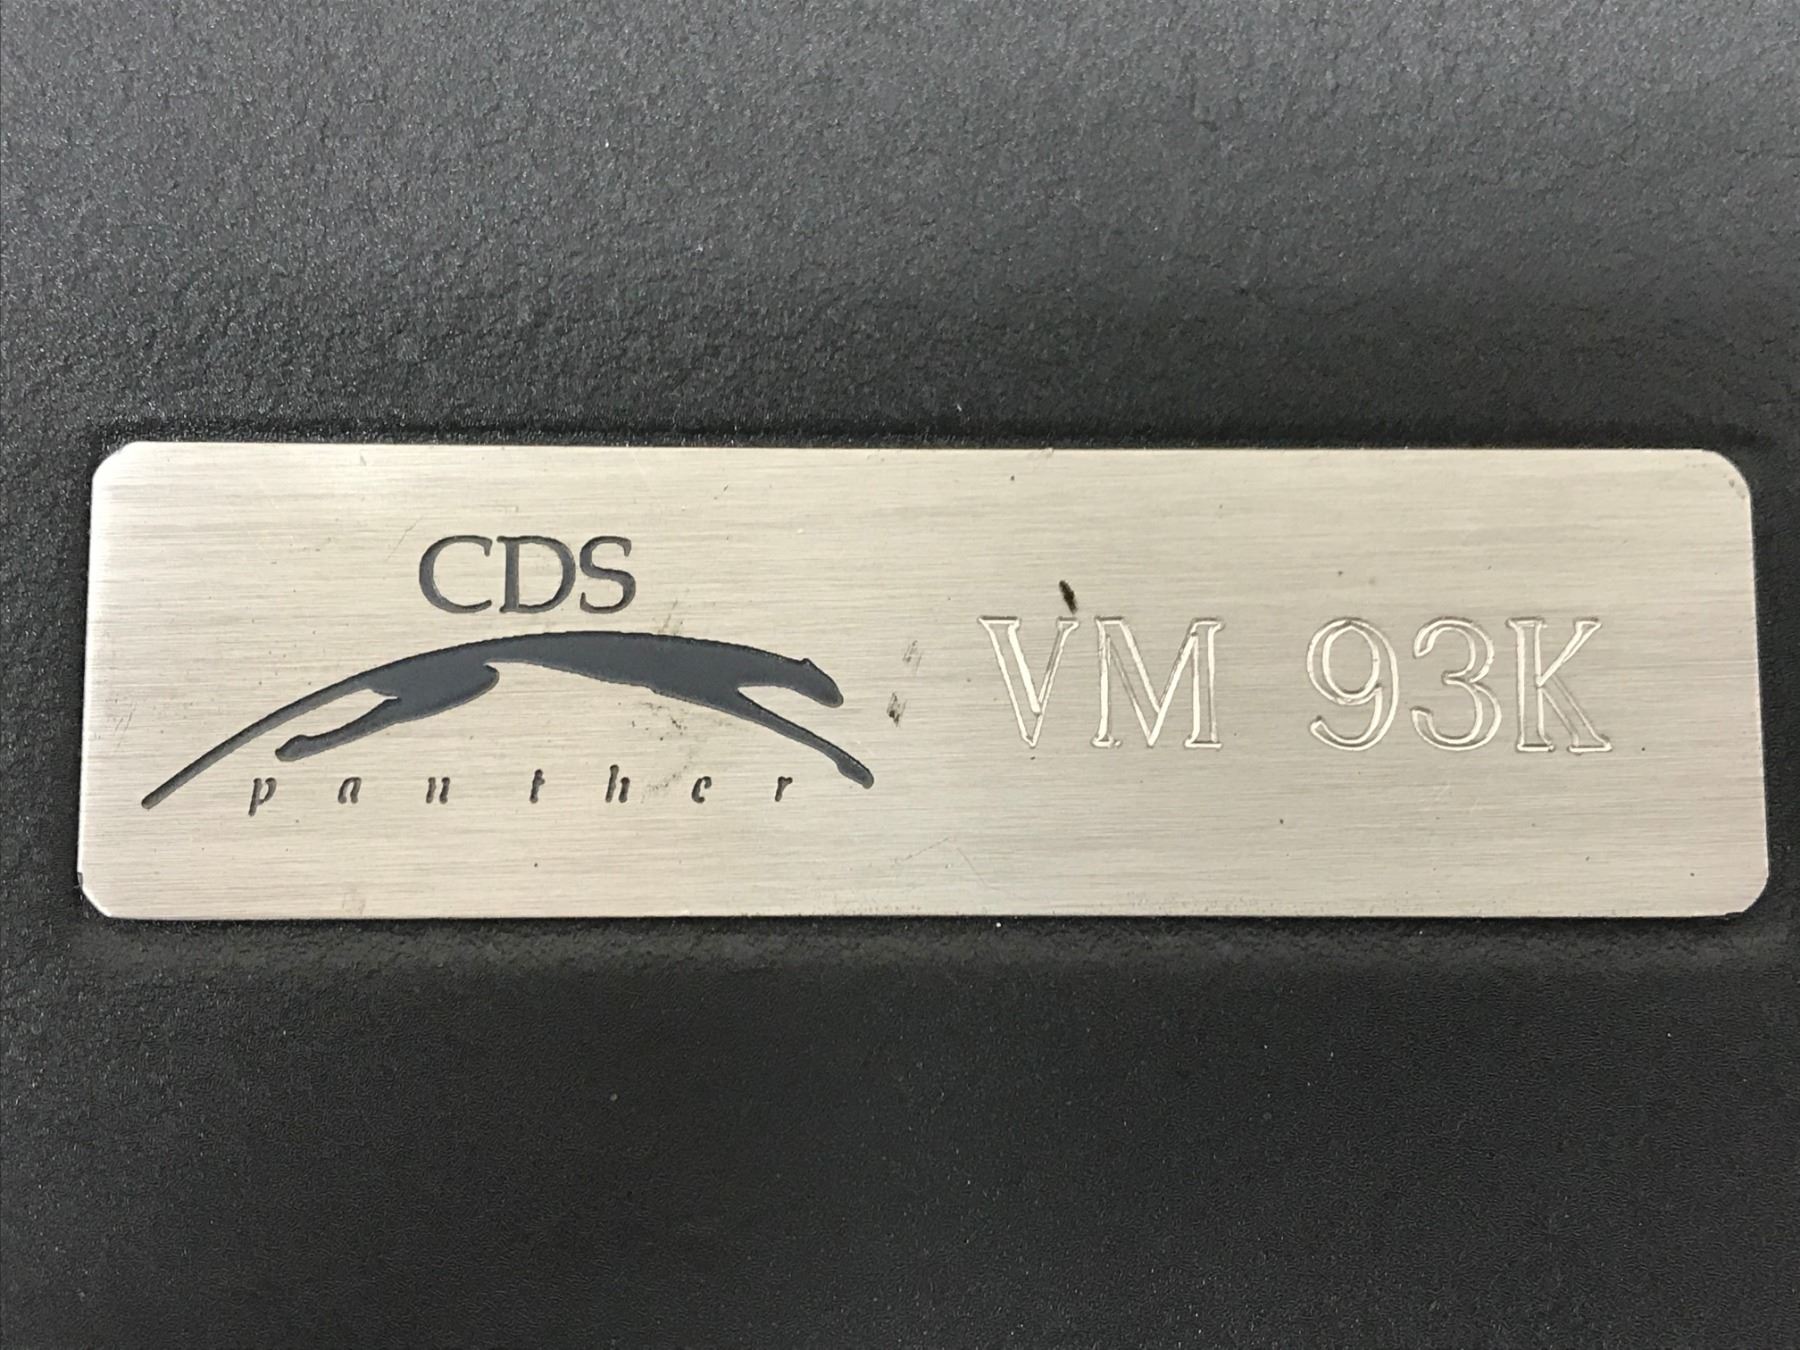 CDS
panther
VM 93K